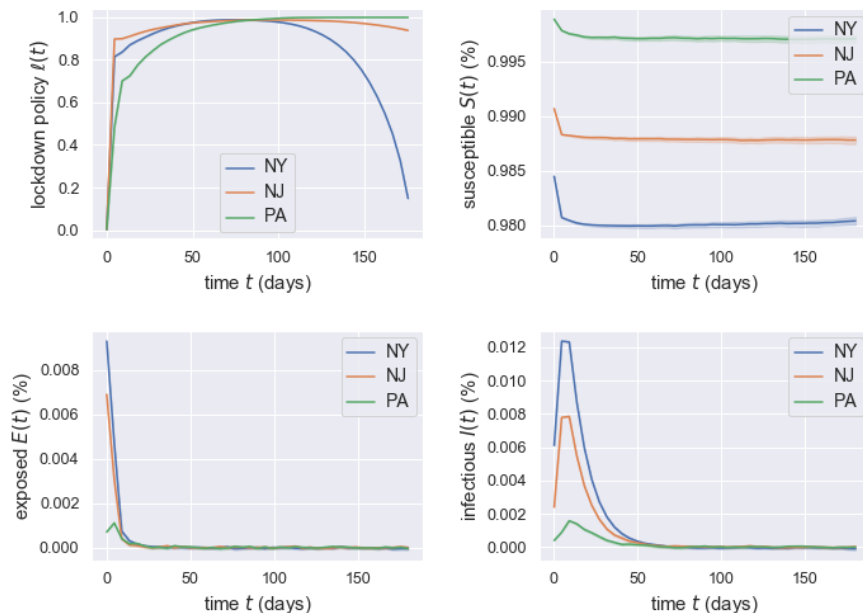 lockdown policy ℓ(t)
1.0
0.8
0.6
0.4
0.2
0.0
NY
NJ
PA
0 50 100 150
time t (days)
susceptible S(t) (%)
0.995
0.990
0.985
0.980
NY
NJ
PA
0 50 100 150
time t (days)
exposed E(t) (%)
0.008
0.006
0.004
0.002
0.000
NY
NJ
PA
0 50 100 150
time t (days)
infectious I(t) (%)
0.012
0.010
0.008
0.006
0.004
0.002
0.000
NY
NJ
PA
0 50 100 150
time t (days)